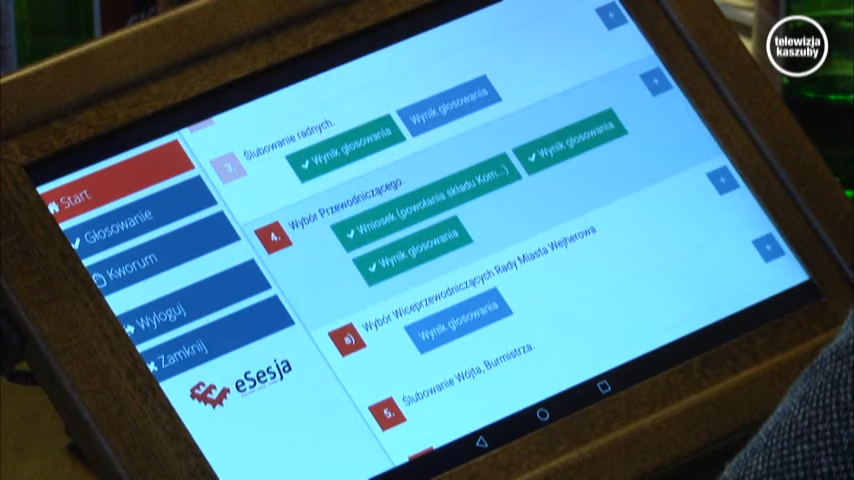 telewizja
kaszuby
Start
Głosowanie
Kworum
Wyloguj
Zamknij
eSesja
3. Ślubowanie radnych.
Wynik głosowania
Wynik głosowania
4. Wybór Przewodniczącego.
Wniosek (powołania składu Kom...)
Wynik głosowania
Wynik głosowania
a) Wybór Wiceprzewodniczących Rady Miasta Wejherowa
Wynik głosowania
5. Ślubowanie Wójta, Burmistrza.